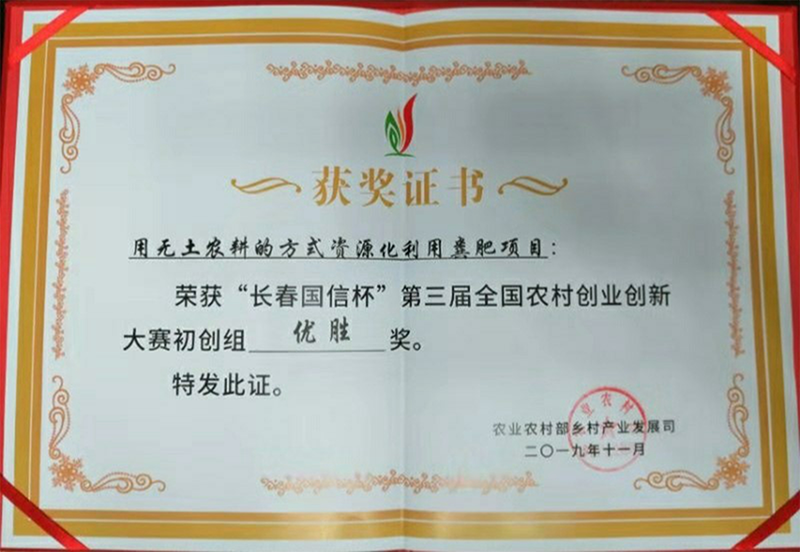 获奖证书
用无土农耕的方式资源化利用粪肥项目：
荣获“长春国信杯”第三届全国农村创业创新
大赛初创组优胜奖。
特发此证。
农业农村部乡村产业发展司
二〇一九年十一月